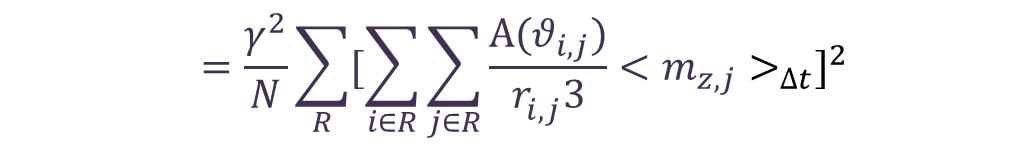 = γ²/N ∑_R [∑_{i∈R} ∑_{j∈R} A(ϑ_{i,j})/r_{i,j}3 < m_{z,j} >_{Δt}]²